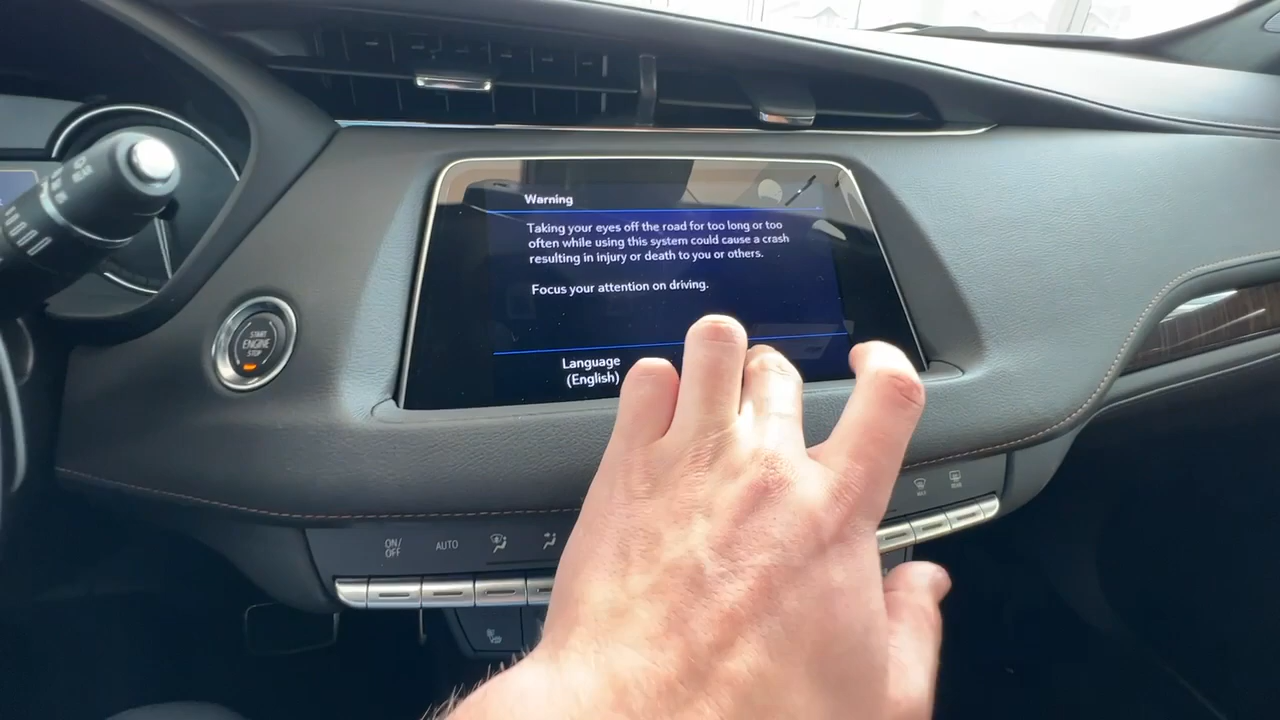 Warning
Taking your eyes off the road for too long or too
often while using this system could cause a crash
resulting in injury or death to you or others.
Focus your attention on driving.
Language
(English)
START
ENGINE
STOP
ON/
OFF
AUTO